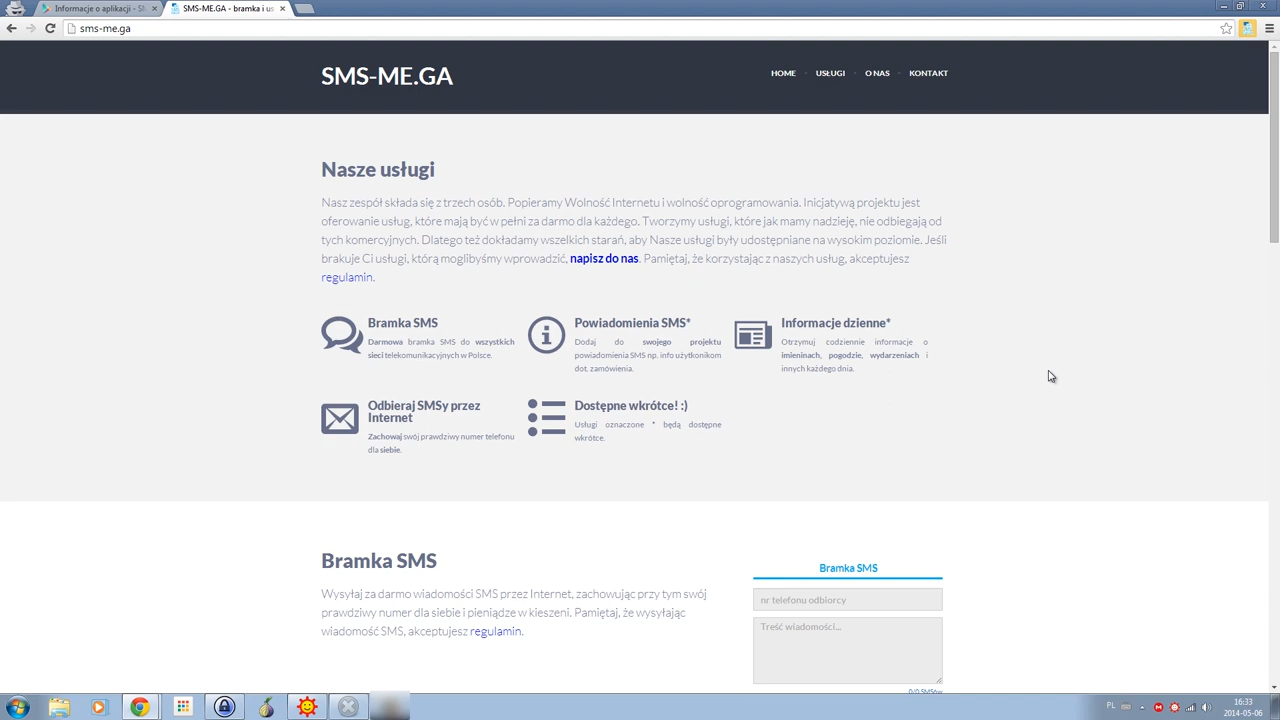 Informacje o aplikacji - SM
SMS-ME.GA - bramka i us
sms-me.ga
SMS-ME.GA
HOME
USŁUGI
O NAS
KONTAKT
Nasze usługi
Nasz zespół składa się z trzech osób. Popieramy Wolność Internetu i wolność oprogramowania. Inicjatywą projektu jest
oferowanie usług, które mają być w pełni za darmo dla każdego. Tworzymy usługi, które jak mamy nadzieję, nie odbiegają od
tych komercyjnych. Dlatego też dokładamy wszelkich starań, aby Nasze usługi były udostępniane na wysokim poziomie. Jeśli
brakuje Ci usługi, którą moglibyśmy wprowadzić, napisz do nas. Pamiętaj, że korzystając z naszych usług, akceptujesz
regulamin.
Bramka SMS
Darmowa bramka SMS do wszystkich
sieci telekomunikacyjnych w Polsce.
Powiadomienia SMS*
Dodaj do swojego projektu
powiadomienia SMS np. info użytkonikom
dot. zamówienia.
Informacje dzienne*
Otrzymuj codziennie informacje o
imieninach, pogodzie, wydarzeniach i
innych każdego dnia.
Odbieraj SMSy przez
Internet
Zachowaj swój prawdziwy numer telefonu
dla siebie.
Dostępne wkrótce! :)
Usługi oznaczone * będą dostępne
wkrótce.
Bramka SMS
Wysyłaj za darmo wiadomości SMS przez Internet, zachowując przy tym swój
prawdziwy numer dla siebie i pieniądze w kieszeni. Pamiętaj, że wysyłając
wiadomość SMS, akceptujesz regulamin.
Bramka SMS
nr telefonu odbiorcy
Treść wiadomości...
0/0 SMSów
PL
16:33
2014-05-06